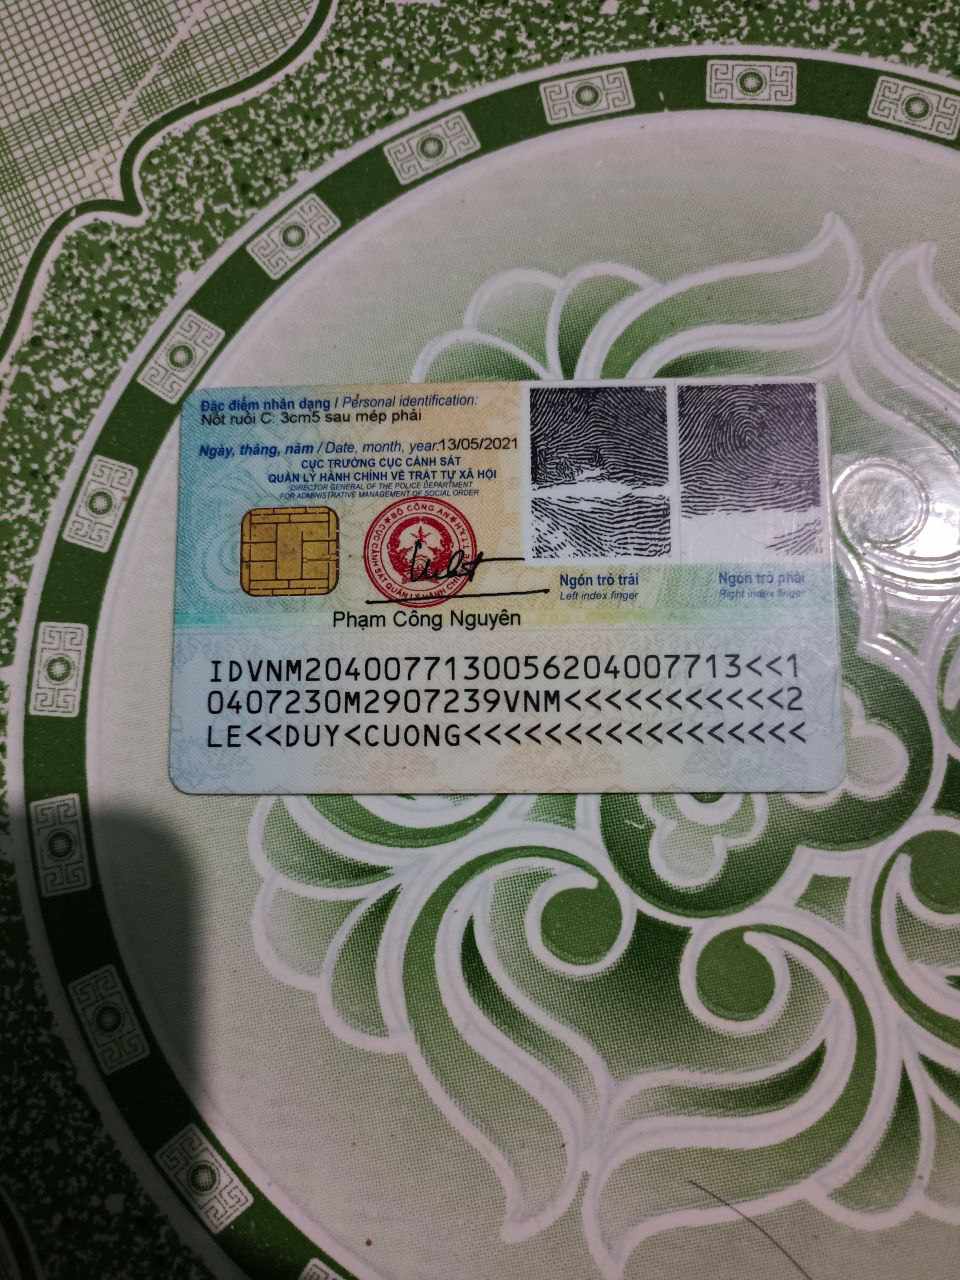 Đặc điểm nhân dạng / Personal identification:
Nốt ruồi C: 3cm5 sau mép phải
Ngày, tháng, năm / Date, month, year:13/05/2021
CỤC TRƯỞNG CỤC CẢNH SÁT
QUẢN LÝ HÀNH CHÍNH VỀ TRẬT TỰ XÃ HỘI
DIRECTOR GENERAL OF THE POLICE DEPARTMENT
FOR ADMINISTRATIVE MANAGEMENT OF SOCIAL ORDER
BỘ CÔNG AN
Phạm Công Nguyên
Ngón trỏ trái
Left index finger
Ngón trỏ phải
Right index finger
IDVNM2040077130056204007713<<1
0407230M2907239VNM<<<<<<<<<<<2
LE<<DUY<CUONG<<<<<<<<<<<<<<<<<